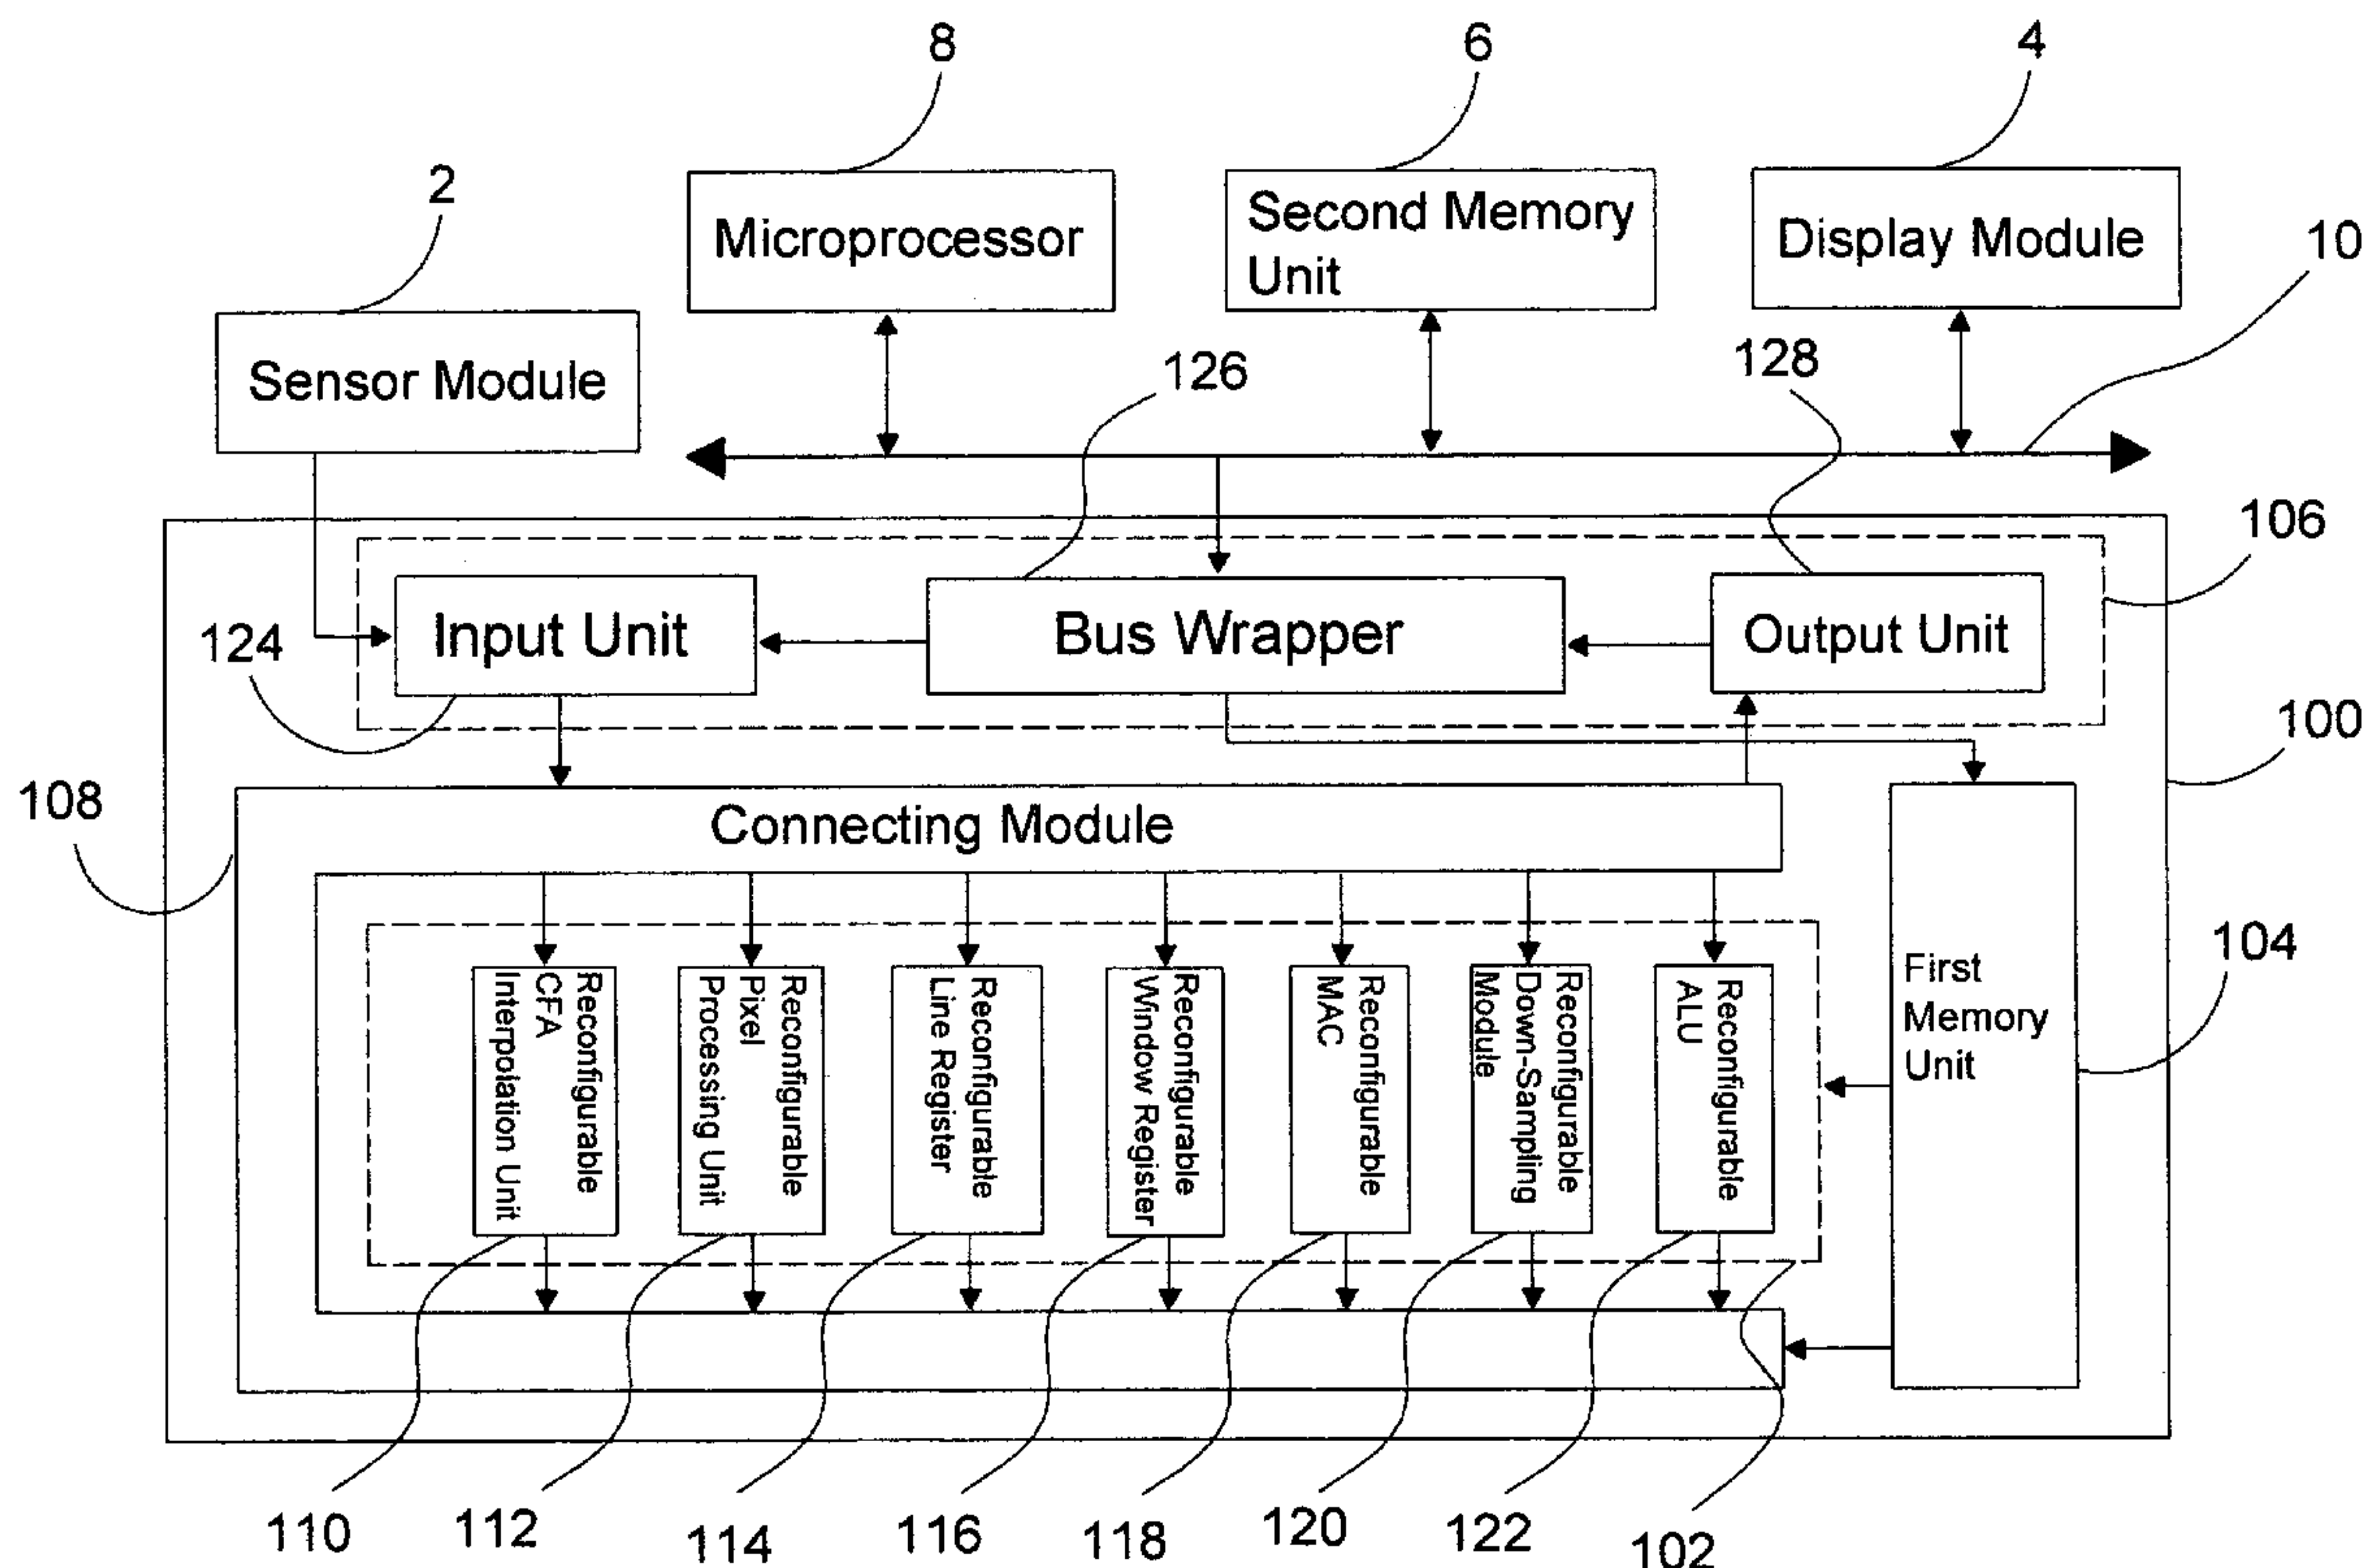 8
6
4
2
Microprocessor
Second Memory
Unit
Display Module
10
Sensor Module
126
128
106
124
Input Unit
Bus Wrapper
Output Unit
100
108
Connecting Module
Reconfigurable
CFA
Interpolation Unit
Reconfigurable
Pixel
Processing Unit
Reconfigurable
Line Register
Reconfigurable
Window Register
Reconfigurable
MAC
Reconfigurable
Down-Sampling
Module
Reconfigurable
ALU
First
Memory
Unit
104
110
112
114
116
118
120
122
102